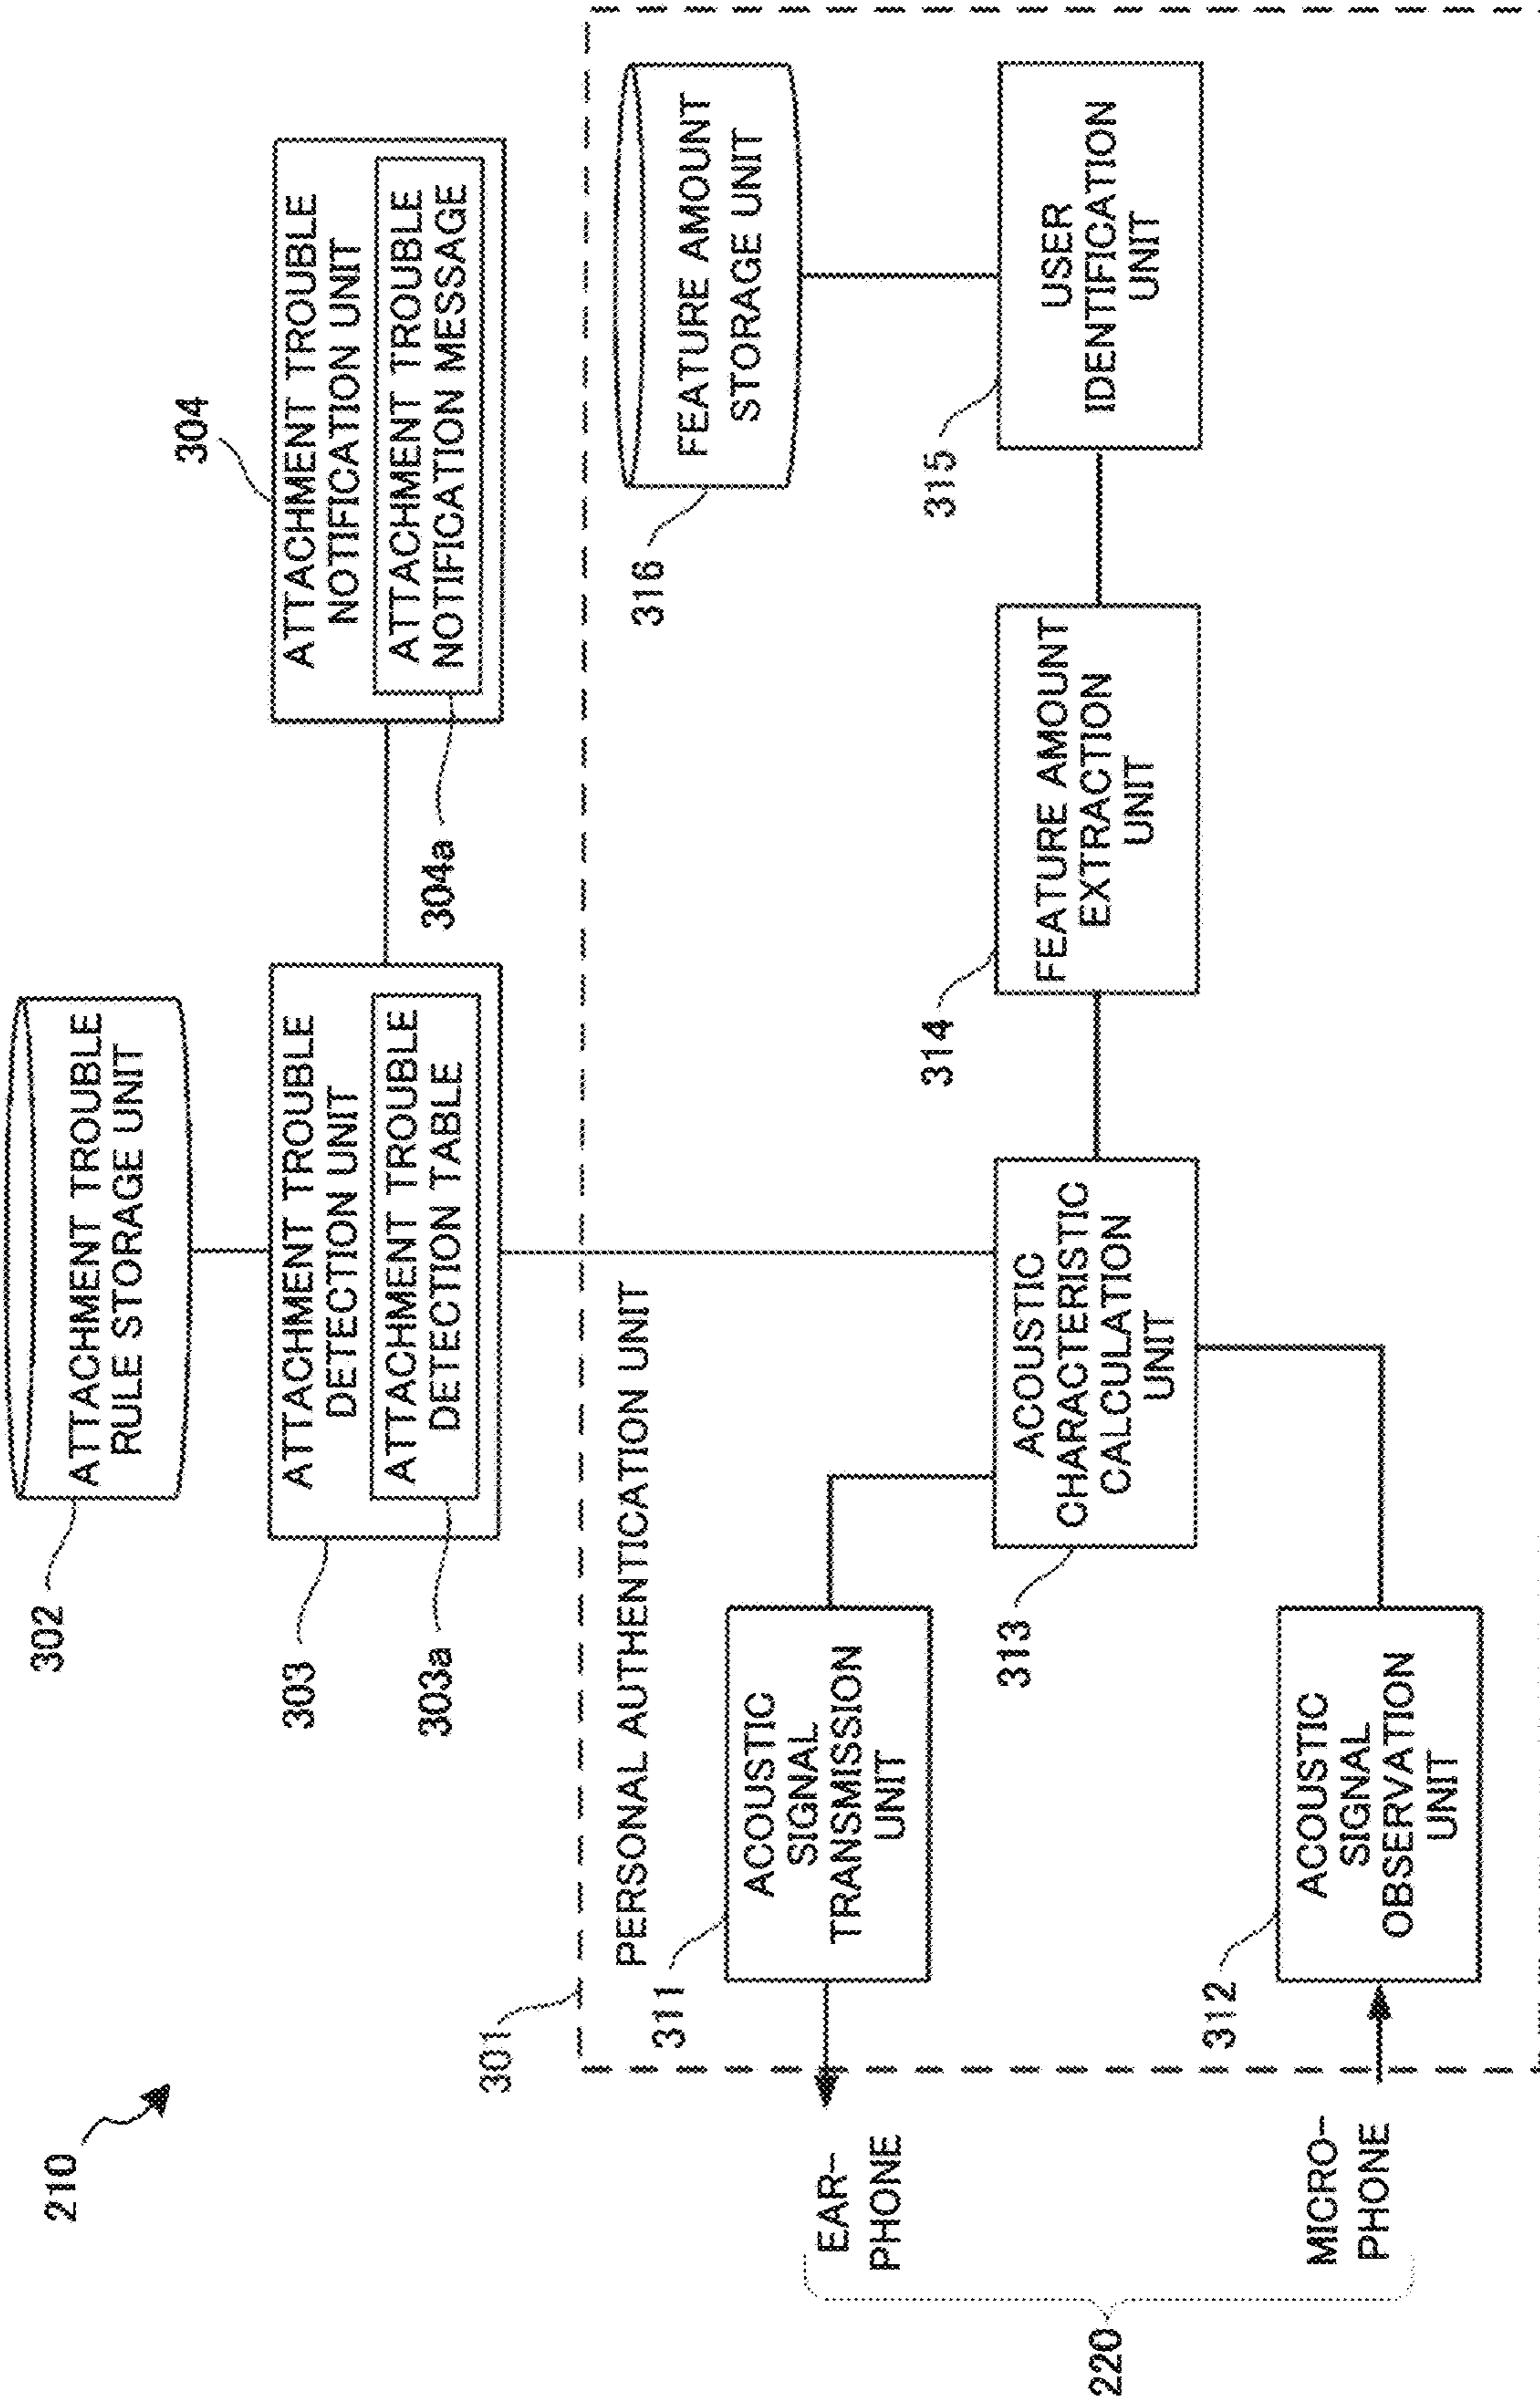 210
302
ATTACHMENT TROUBLE
RULE STORAGE UNIT
303
ATTACHMENT TROUBLE
DETECTION UNIT
303a
ATTACHMENT TROUBLE
DETECTION TABLE
304
ATTACHMENT TROUBLE
NOTIFICATION UNIT
304a
ATTACHMENT TROUBLE
NOTIFICATION MESSAGE
301
PERSONAL AUTHENTICATION UNIT
311
ACOUSTIC
SIGNAL
TRANSMISSION
UNIT
312
ACOUSTIC
SIGNAL
OBSERVATION
UNIT
313
ACOUSTIC
CHARACTERISTIC
CALCULATION
UNIT
314
FEATURE AMOUNT
EXTRACTION
UNIT
315
USER
IDENTIFICATION
UNIT
316
FEATURE AMOUNT
STORAGE UNIT
EAR-
PHONE
MICRO-
PHONE
220